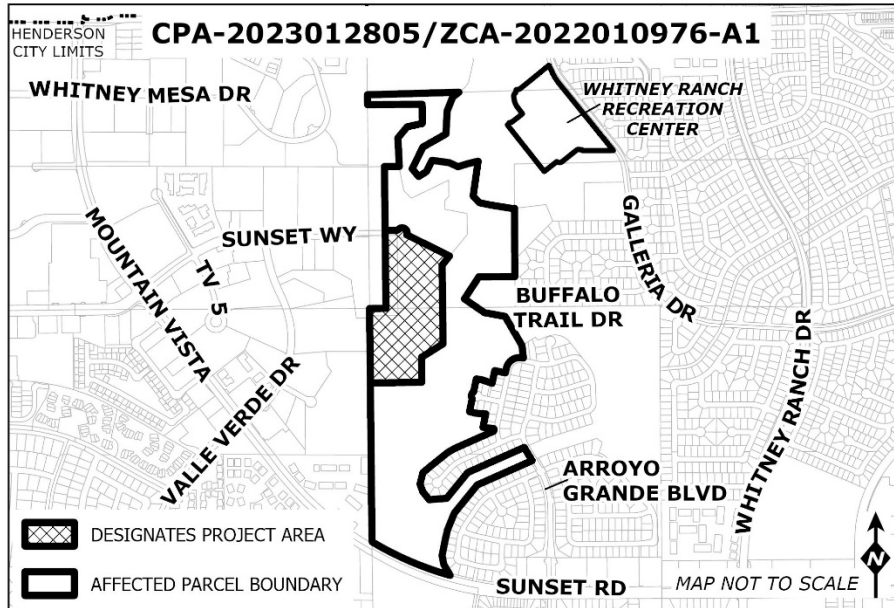 HENDERSON
CITY LIMITS
CPA-2023012805/ZCA-2022010976-A1
WHITNEY MESA DR
WHITNEY RANCH
RECREATION
CENTER
MOUNTAIN VISTA
SUNSET WY
TV 5
GALLERIA DR
BUFFALO
TRAIL DR
VALLE VERDE DR
WHITNEY RANCH DR
ARROYO
GRANDE BLVD
DESIGNATES PROJECT AREA
AFFECTED PARCEL BOUNDARY
SUNSET RD
MAP NOT TO SCALE
N